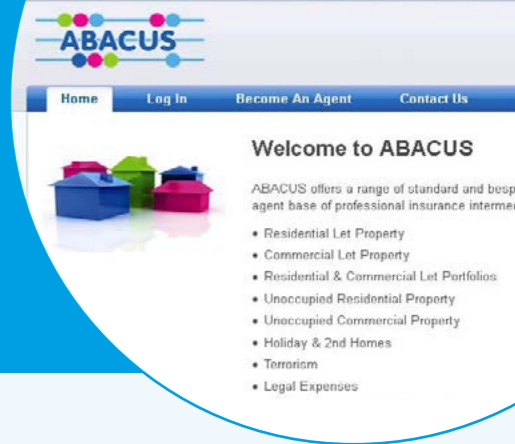 ABACUS
Home Log In Become An Agent Contact Us
Welcome to ABACUS
ABACUS offers a range of standard and besp
agent base of professional insurance interme
• Residential Let Property
• Commercial Let Property
• Residential & Commercial Let Portfolios
• Unoccupied Residential Property
• Unoccupied Commercial Property
• Holiday & 2nd Homes
• Terrorism
• Legal Expenses